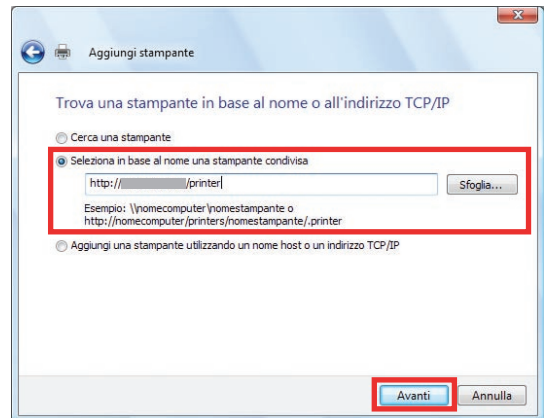 Aggiungi stampante
Trova una stampante in base al nome o all'indirizzo TCP/IP
Cerca una stampante
Seleziona in base al nome una stampante condivisa
http:// /printer
Sfoglia...
Esempio: \\nomecomputer\nomestampante o
http://nomecomputer/printers/nomestampante/.printer
Aggiungi una stampante utilizzando un nome host o un indirizzo TCP/IP
Avanti
Annulla